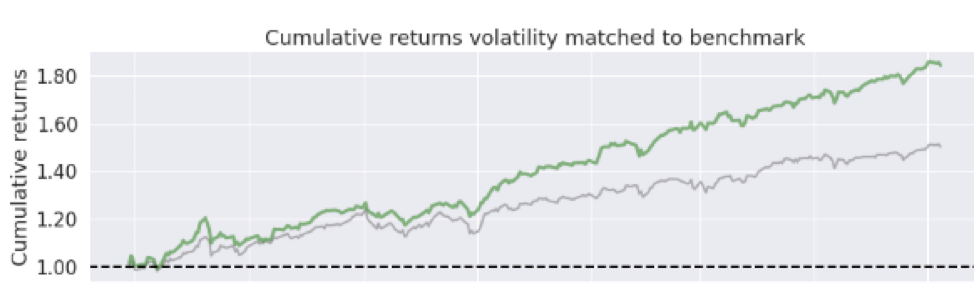 Cumulative returns volatility matched to benchmark
Cumulative returns
1.80
1.60
1.40
1.20
1.00